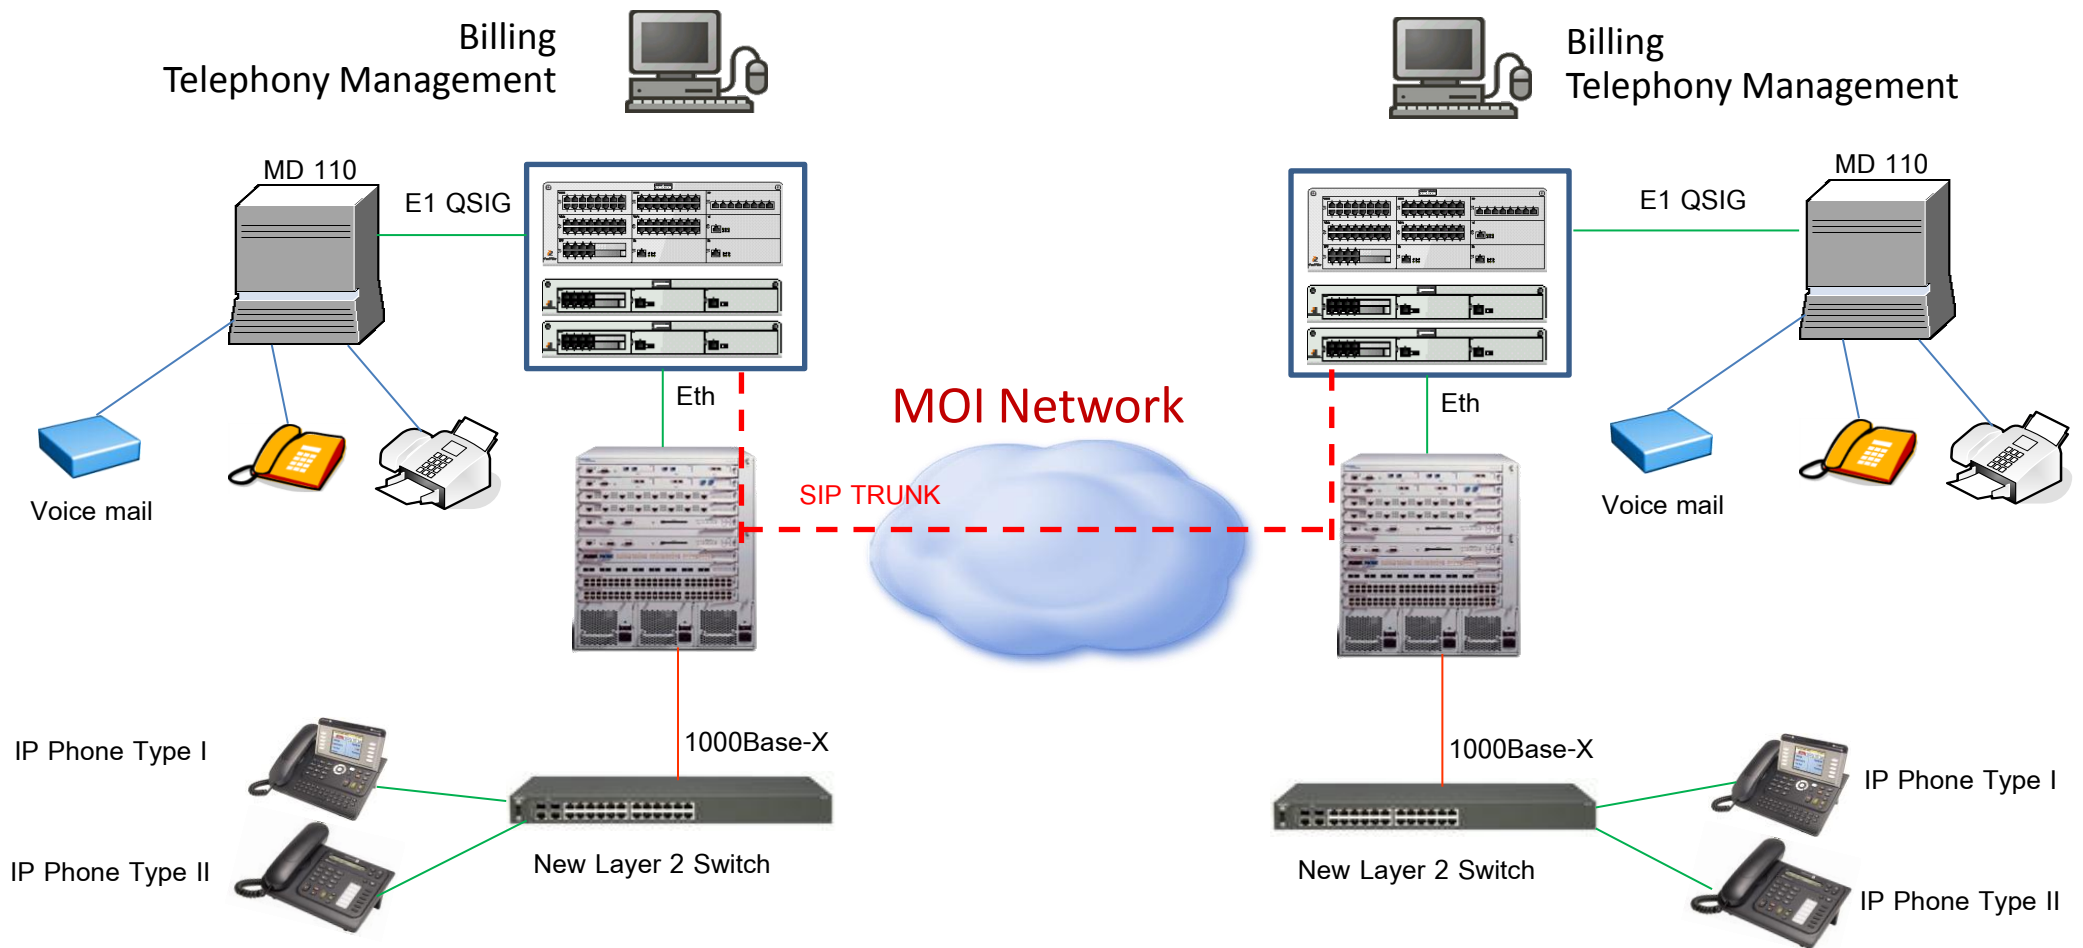 Billing
Telephony Management
Billing
Telephony Management
MD 110
E1 QSIG
E1 QSIG
MD 110
Eth
MOI Network
Eth
SIP TRUNK
Voice mail
Voice mail
1000Base-X
1000Base-X
IP Phone Type I
IP Phone Type I
New Layer 2 Switch
New Layer 2 Switch
IP Phone Type II
IP Phone Type II